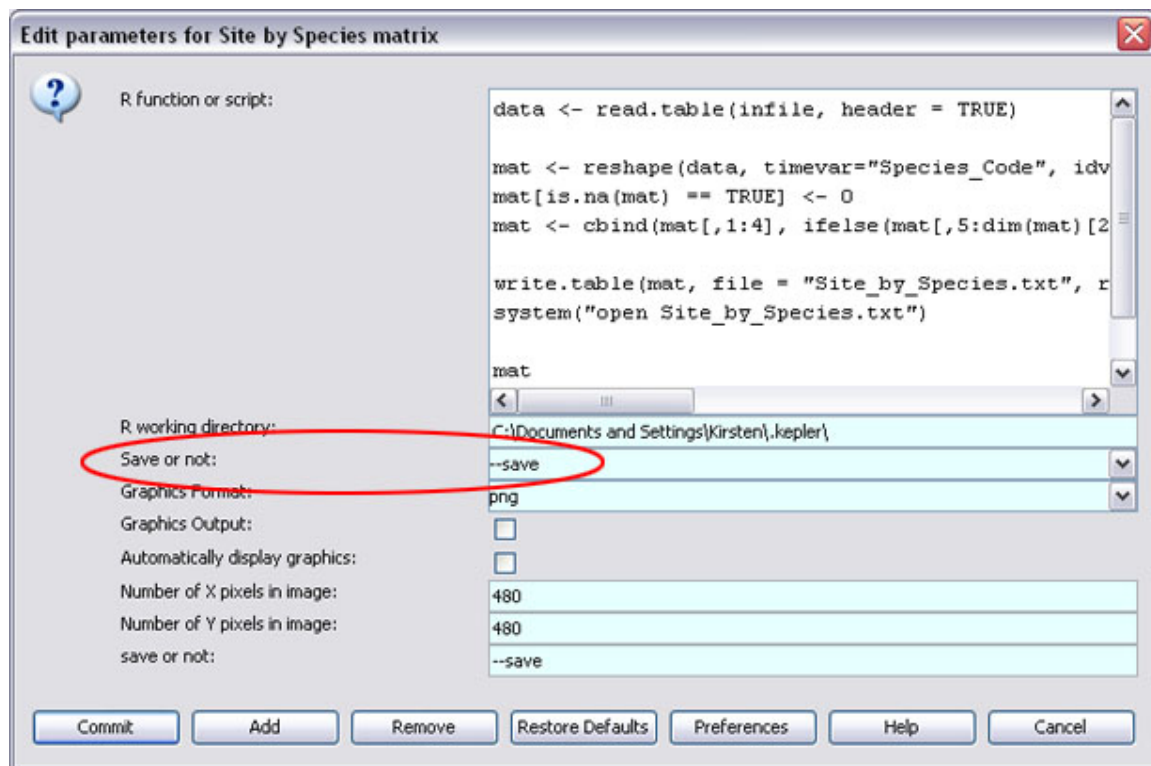 Edit parameters for Site by Species matrix
R function or script:
data <- read.table(infile, header = TRUE)
mat <- reshape(data, timevar="Species_Code", idv
mat[is.na(mat) == TRUE] <- 0
mat <- cbind(mat[,1:4], ifelse(mat[,5:dim(mat)[2
write.table(mat, file = "Site_by_Species.txt", r
system("open Site_by_Species.txt")
mat
R working directory: C:\Documents and Settings\Kirsten\.kepler\
Save or not: --save
Graphics Format: png
Graphics Output:
Automatically display graphics:
Number of X pixels in image: 480
Number of Y pixels in image: 480
save or not: --save
Commit Add Remove Restore Defaults Preferences Help Cancel